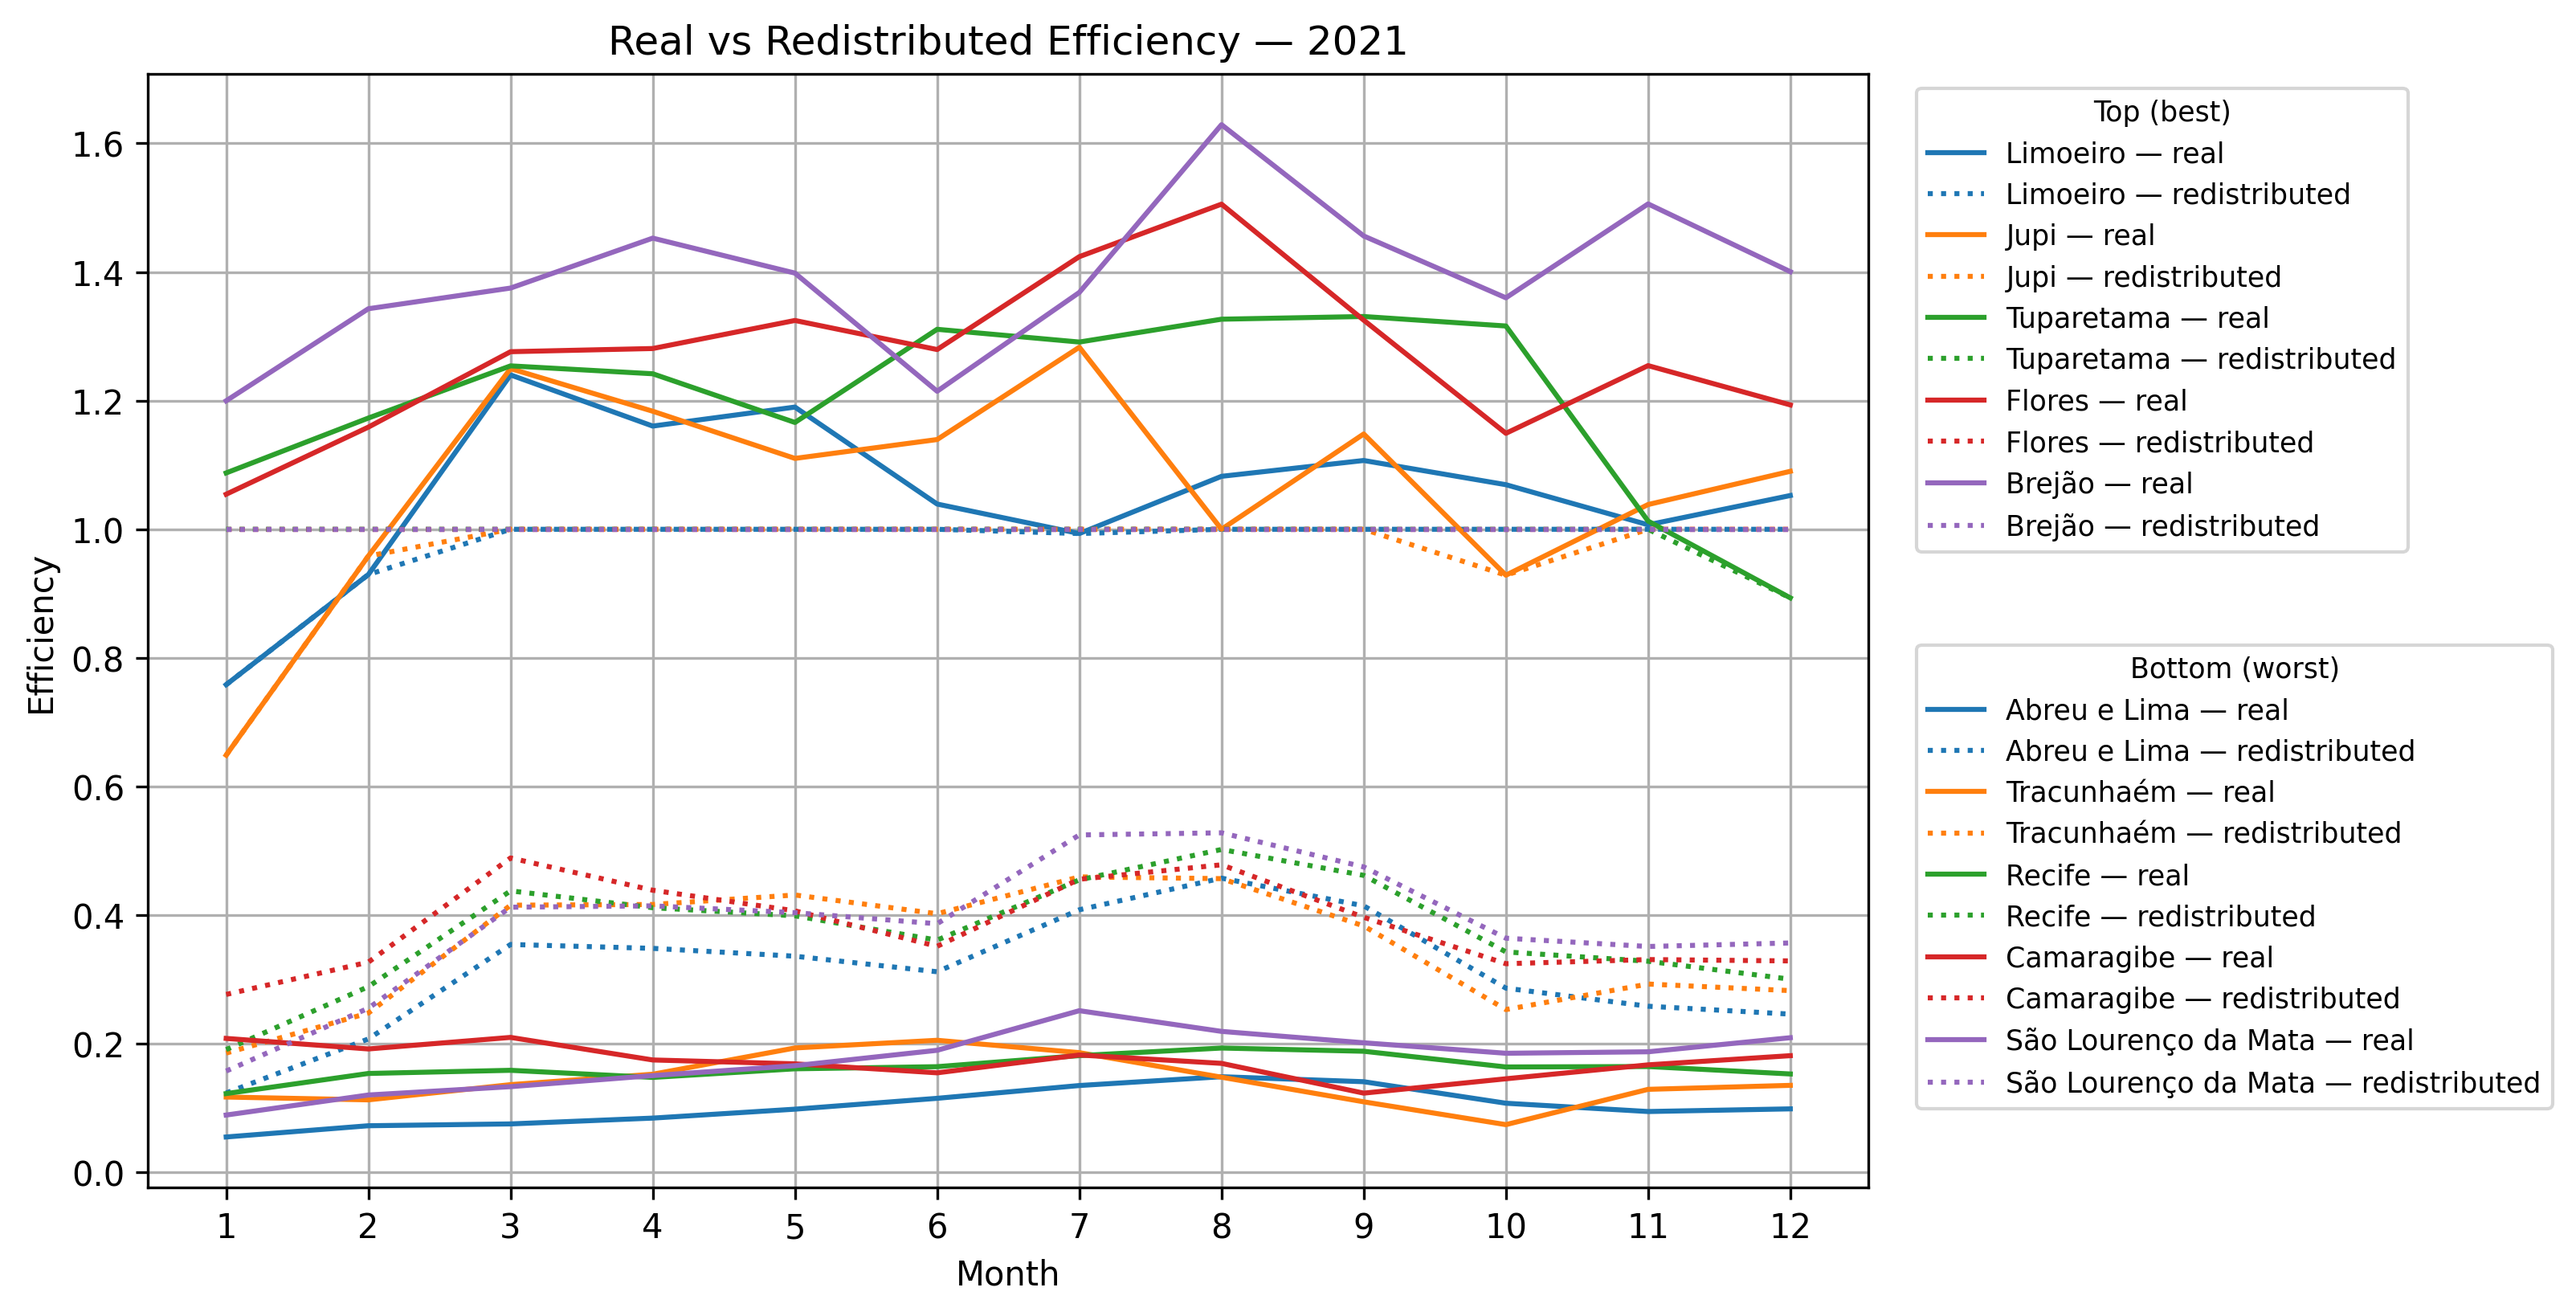 Real vs Redistributed Efficiency — 2021
Efficiency
1.6
1.4
1.2
1.0
0.8
0.6
0.4
0.2
0.0
1 2 3 4 5 6 7 8 9 10 11 12
Month
Top (best)
Limoeiro — real
Limoeiro — redistributed
Jupi — real
Jupi — redistributed
Tuparetama — real
Tuparetama — redistributed
Flores — real
Flores — redistributed
Brejão — real
Brejão — redistributed
Bottom (worst)
Abreu e Lima — real
Abreu e Lima — redistributed
Tracunhaém — real
Tracunhaém — redistributed
Recife — real
Recife — redistributed
Camaragibe — real
Camaragibe — redistributed
São Lourenço da Mata — real
São Lourenço da Mata — redistributed